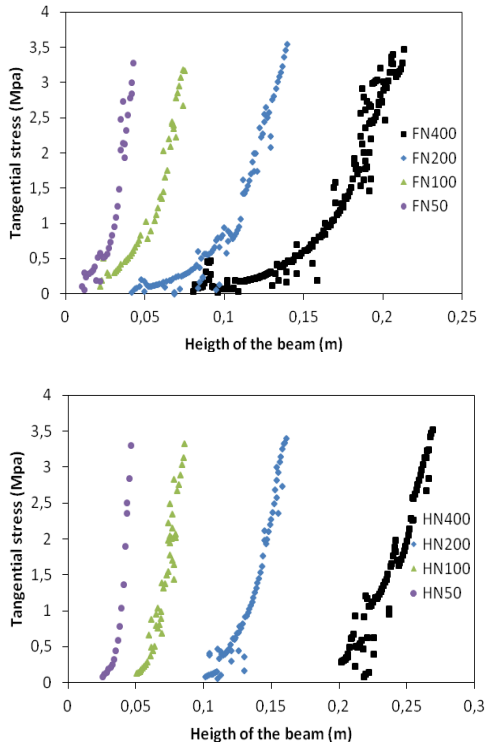 4
3,5
3
2,5
2
1,5
1
0,5
0
Tangential stress (Mpa)
FN400
FN200
FN100
FN50
0 0,05 0,1 0,15 0,2 0,25
Heigth of the beam (m)
4
3,5
3
2,5
2
1,5
1
0,5
0
Tangential stress (Mpa)
HN400
HN200
HN100
HN50
0 0,05 0,1 0,15 0,2 0,25 0,3
Heigth of the beam (m)